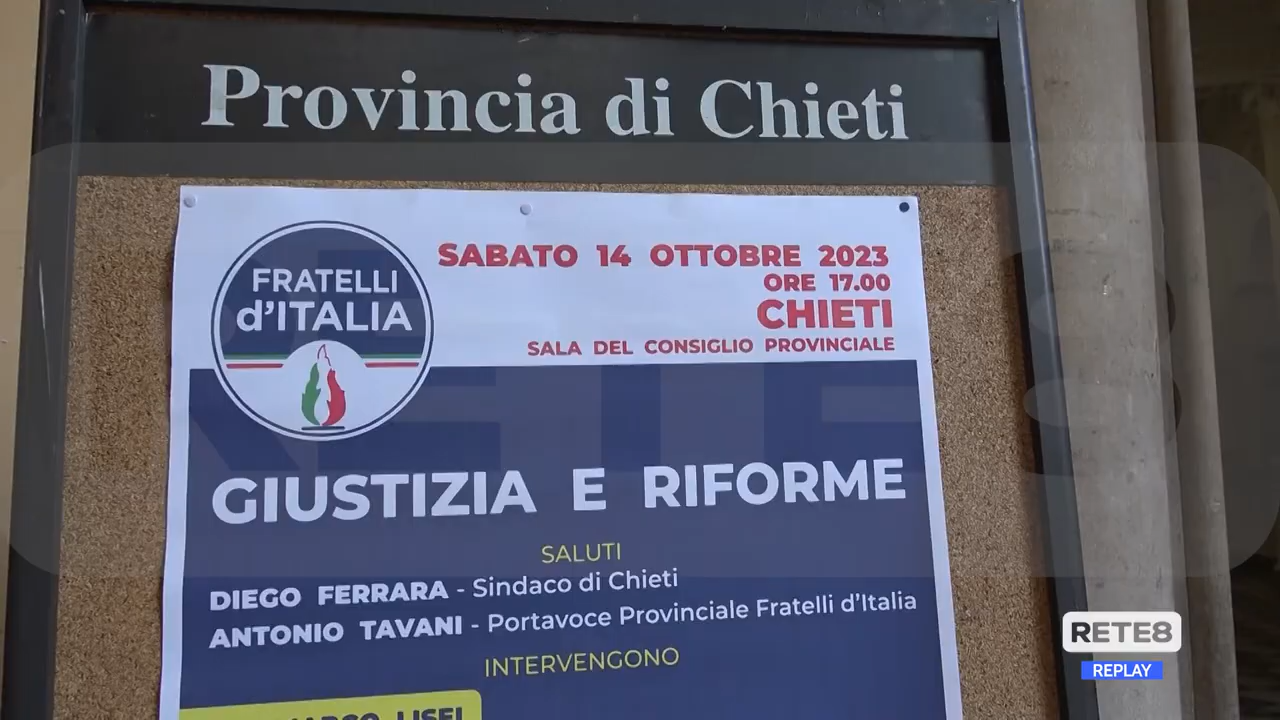 Provincia di Chieti
FRATELLI
d'ITALIA
SABATO 14 OTTOBRE 2023
ORE 17.00
CHIETI
SALA DEL CONSIGLIO PROVINCIALE
GIUSTIZIA E RIFORME
SALUTI
DIEGO FERRARA - Sindaco di Chieti
ANTONIO TAVANI - Portavoce Provinciale Fratelli d'Italia
INTERVENGONO
LISEI
RETE8
REPLAY